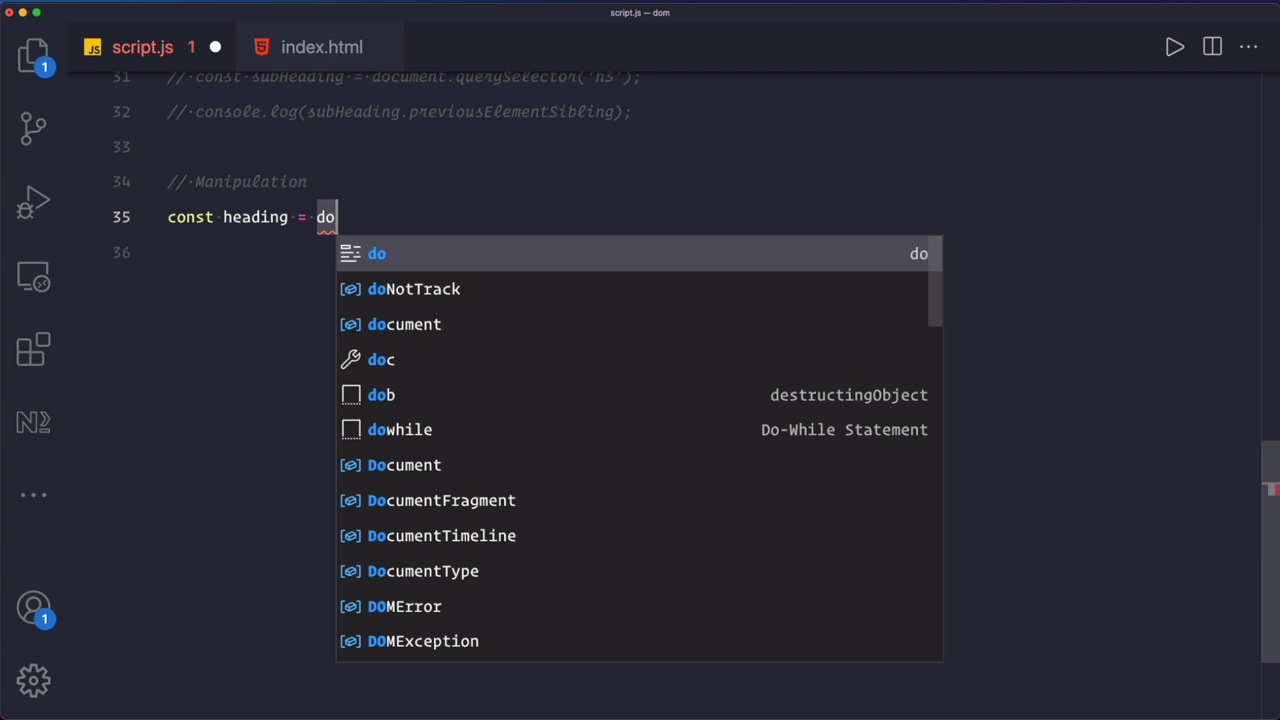 script.js — dom
JS script.js 1 index.html
1
31 // const subHeading = document.querySelector('h3');
32 // console.log(subHeading.previousElementSibling);
33
34 // Manipulation
35 const heading = do
36
do do
doNotTrack
document
doc
dob destructingObject
dowhile Do-While Statement
Document
DocumentFragment
DocumentTimeline
DocumentType
DOMError
DOMException
1